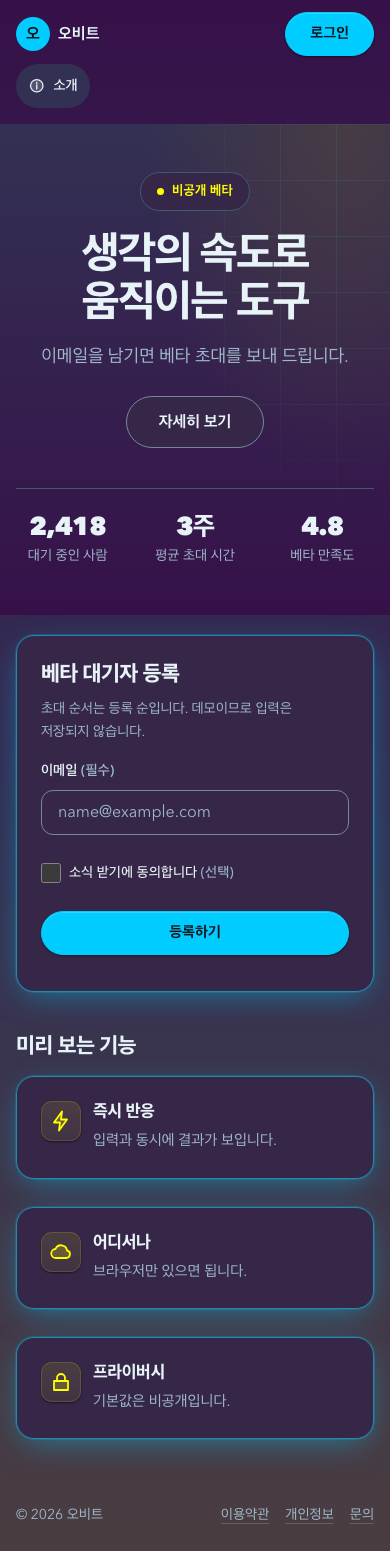 오 오비트
로그인
소개
비공개 베타
생각의 속도로
움직이는 도구
이메일을 남기면 베타 초대를 보내 드립니다.
자세히 보기
2,418 3주 4.8
대기 중인 사람 평균 초대 시간 베타 만족도
베타 대기자 등록
초대 순서는 등록 순입니다. 데모이므로 입력은
저장되지 않습니다.
이메일 (필수)
name@example.com
소식 받기에 동의합니다 (선택)
등록하기
미리 보는 기능
즉시 반응
입력과 동시에 결과가 보입니다.
어디서나
브라우저만 있으면 됩니다.
프라이버시
기본값은 비공개입니다.
© 2026 오비트 이용약관 개인정보 문의